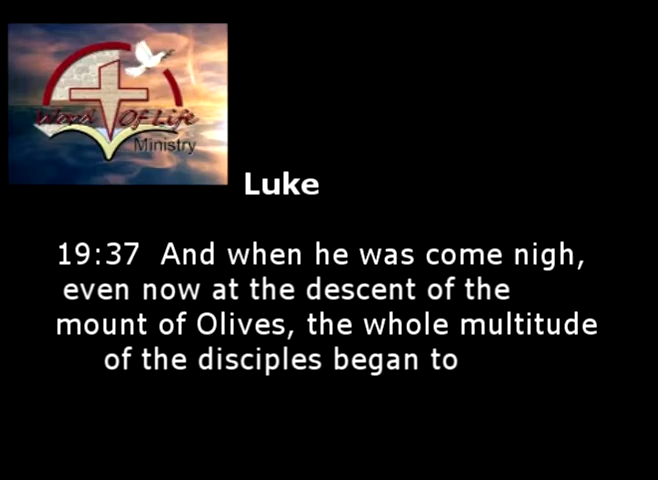 Word Of Life
Ministry
Luke
19:37 And when he was come nigh,
even now at the descent of the
mount of Olives, the whole multitude
of the disciples began to